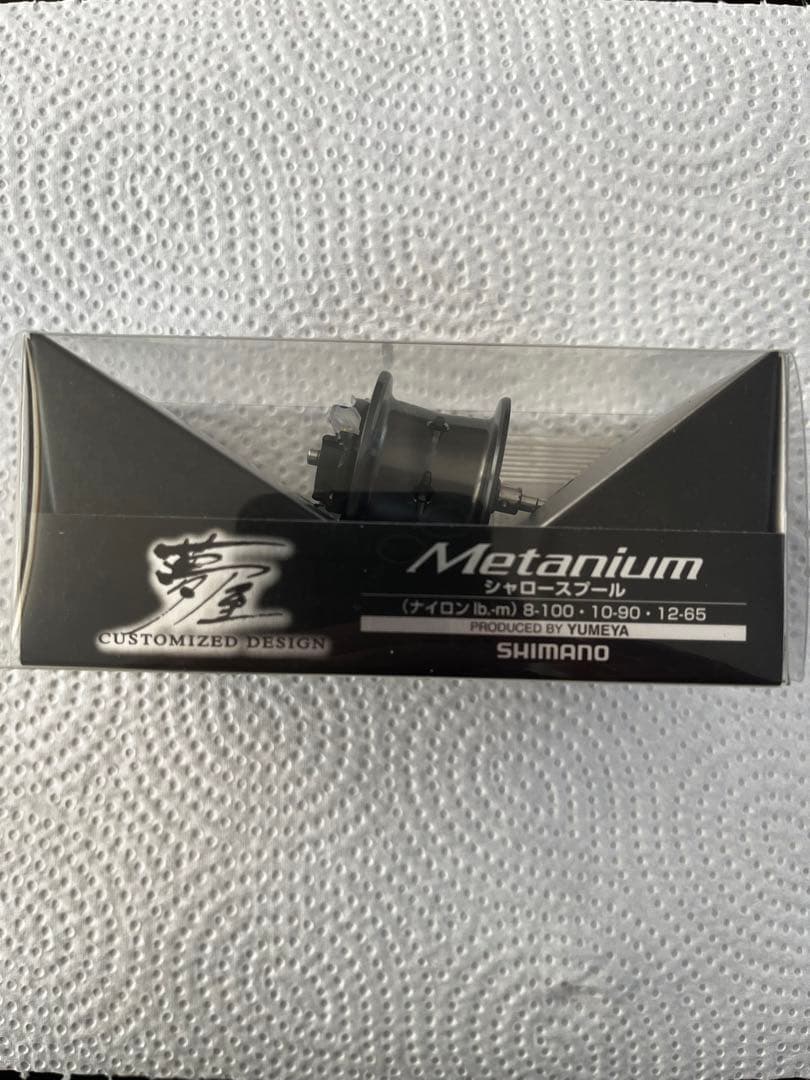 夢屋
CUSTOMIZED DESIGN
Metanium
シャロースプール
(ナイロン lb.-m) 8-100・10-90・12-65
PRODUCED BY YUMEYA
SHIMANO